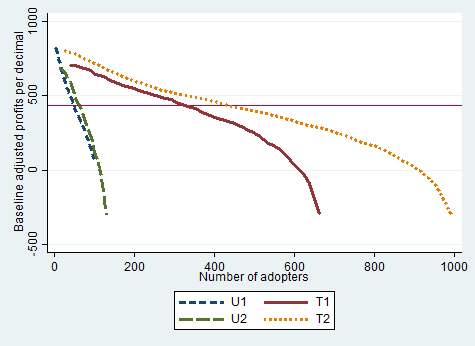 Baseline adjusted profits per decimal
1000
500
0
-500
0 200 400 600 800 1000
Number of adopters
U1 T1
U2 T2